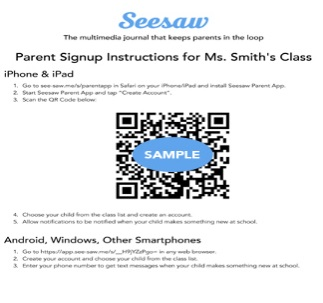 Seesaw
The multimedia journal that keeps parents in the loop
Parent Signup Instructions for Ms. Smith's Class
iPhone & iPad
1. Go to see-saw.me/s/parentapp in Safari on your iPhone/iPad and install Seesaw Parent App.
2. Start Seesaw Parent App and tap "Create Account".
3. Scan the QR Code below:
SAMPLE
4. Choose your child from the class list and create an account.
5. Allow notifications to be notified when your child makes something new at school.
Android, Windows, Other Smartphones
1. Go to in any web browser.
2. Create your account and choose your child from the class list.
3. Enter your phone number to get text messages when your child makes something new at school.